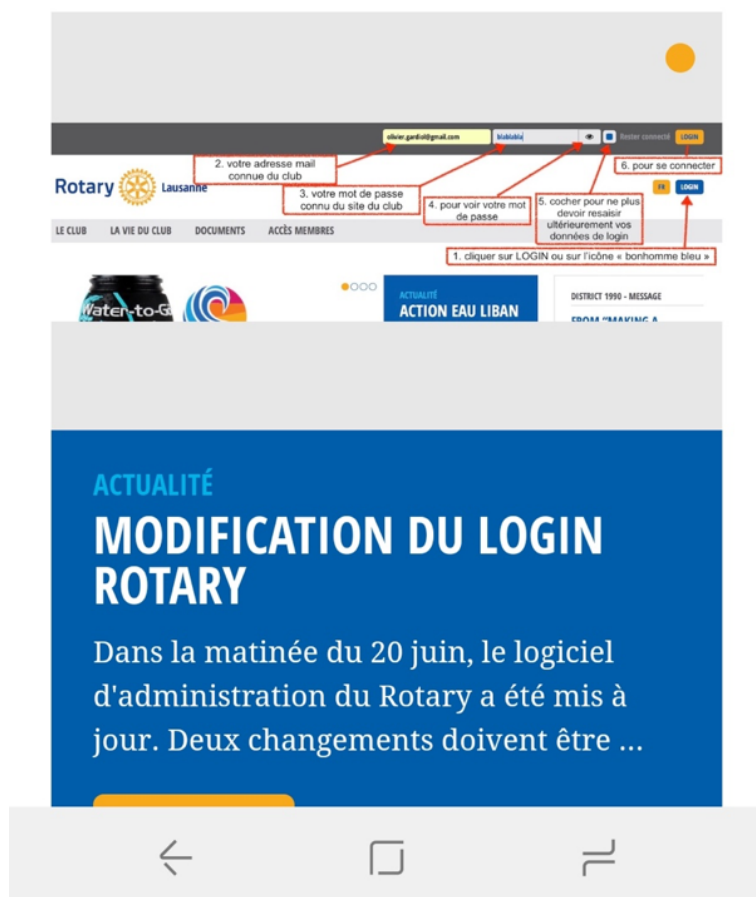 olivier.gardiol@gmail.com blablabla Rester connecté LOGIN
2. votre adresse mail
connue du club
6. pour se connecter
Rotary Lausanne
3. votre mot de passe
connu du site du club
4. pour voir votre mot
de passe
5. cocher pour ne plus
devoir resaisir
ultérieurement vos
données de login
FR LOGIN
LE CLUB LA VIE DU CLUB DOCUMENTS ACCÈS MEMBRES
1. cliquer sur LOGIN ou sur l'icône « bonhomme bleu »
Water-to-G
ACTUALITÉ
ACTION EAU LIBAN
DISTRICT 1990 - MESSAGE
FROM "MAKING A
ACTUALITÉ
MODIFICATION DU LOGIN
ROTARY
Dans la matinée du 20 juin, le logiciel
d'administration du Rotary a été mis à
jour. Deux changements doivent être ...